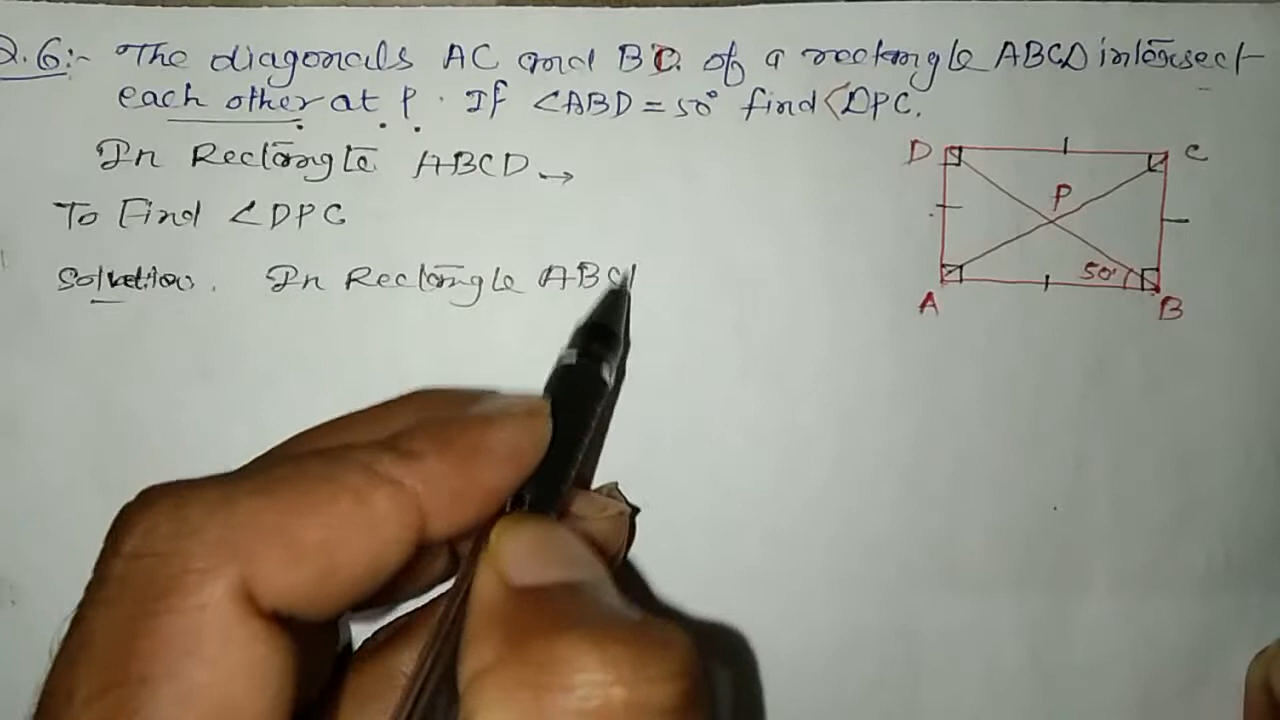 Q.6:- The diagonals AC and BD. of a rectangle ABCD intersect
each other at P. If <ABD = 50° find <DPC.
In Rectangle ABCD →
To Find <DPC
Solution. In Rectangle ABC
D C
P
50°
A B